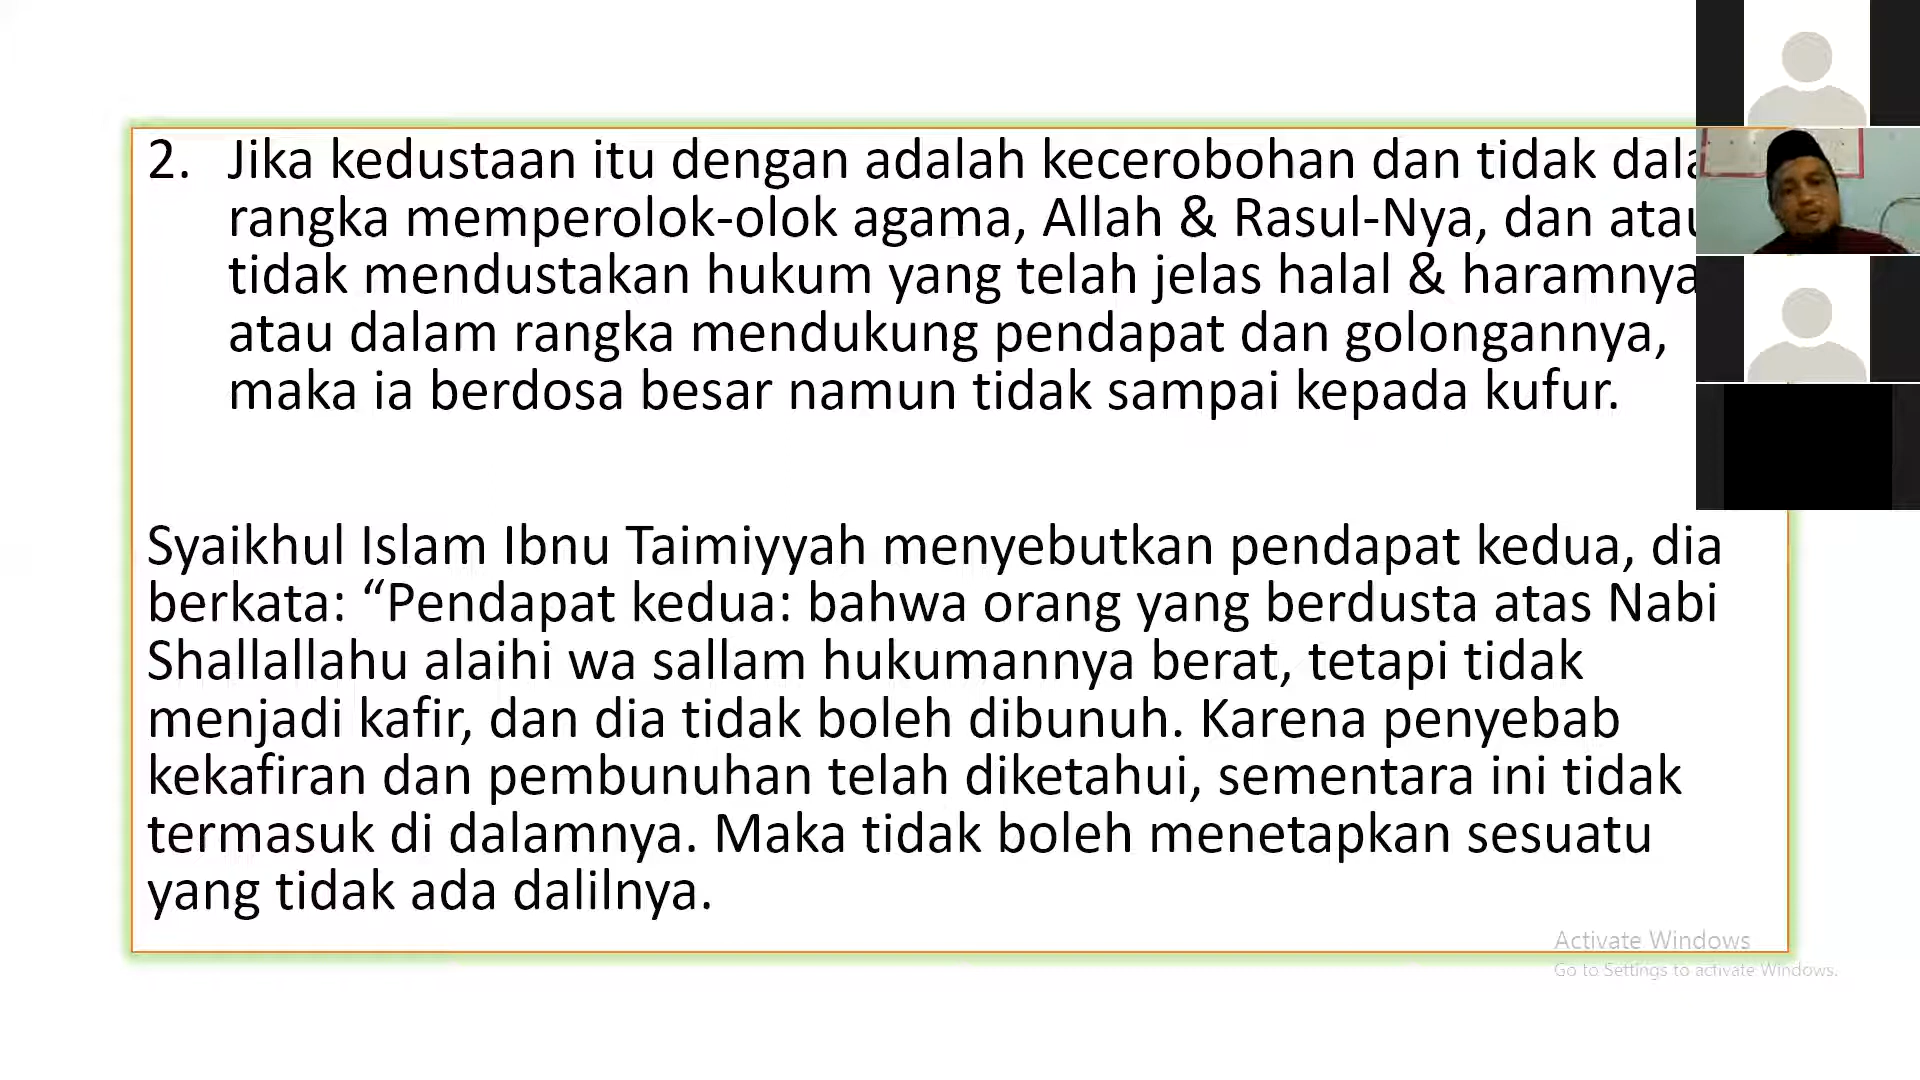 2. Jika kedustaan itu dengan adalah kecerobohan dan tidak
rangka memperolok-olok agama, Allah & Rasul-Nya, dan
tidak mendustakan hukum yang telah jelas halal & haramnya
atau dalam rangka mendukung pendapat dan golongannya,
maka ia berdosa besar namun tidak sampai kepada kufur.
Syaikhul Islam Ibnu Taimiyyah menyebutkan pendapat kedua, dia
berkata: “Pendapat kedua: bahwa orang yang berdusta atas Nabi
Shallallahu alaihi wa sallam hukumannya berat, tetapi tidak
menjadi kafir, dan dia tidak boleh dibunuh. Karena penyebab
kekafiran dan pembunuhan telah diketahui, sementara ini tidak
termasuk di dalamnya. Maka tidak boleh menetapkan sesuatu
yang tidak ada dalilnya.
Activate Windows
Go to Settings to activate Windows.